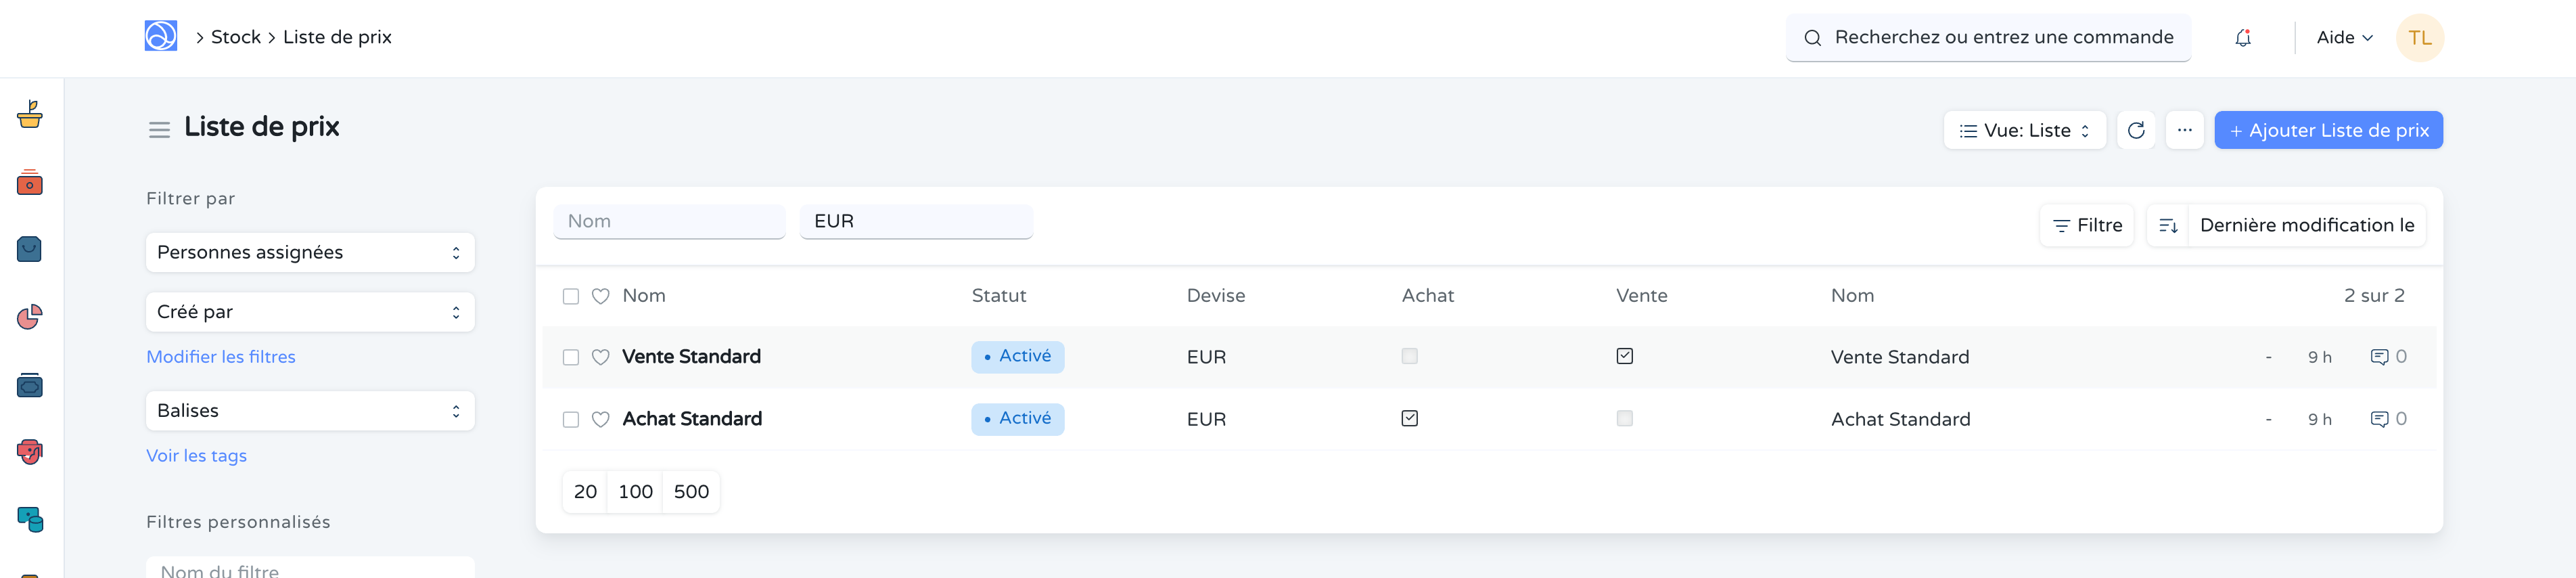 Stock
Liste de prix
Recherchez ou entrez une commande
Aide
TL
Liste de prix
Vue: Liste
+ Ajouter Liste de prix
Filtrer par
Personnes assignées
Créé par
Modifier les filtres
Balises
Voir les tags
Filtres personnalisés
Nom du filtre
Nom
EUR
Filtre
Dernière modification le
Nom Statut Devise Achat Vente Nom 2 sur 2
Vente Standard • Activé EUR Vente Standard - 9 h 0
Achat Standard • Activé EUR Achat Standard - 9 h 0
20 100 500